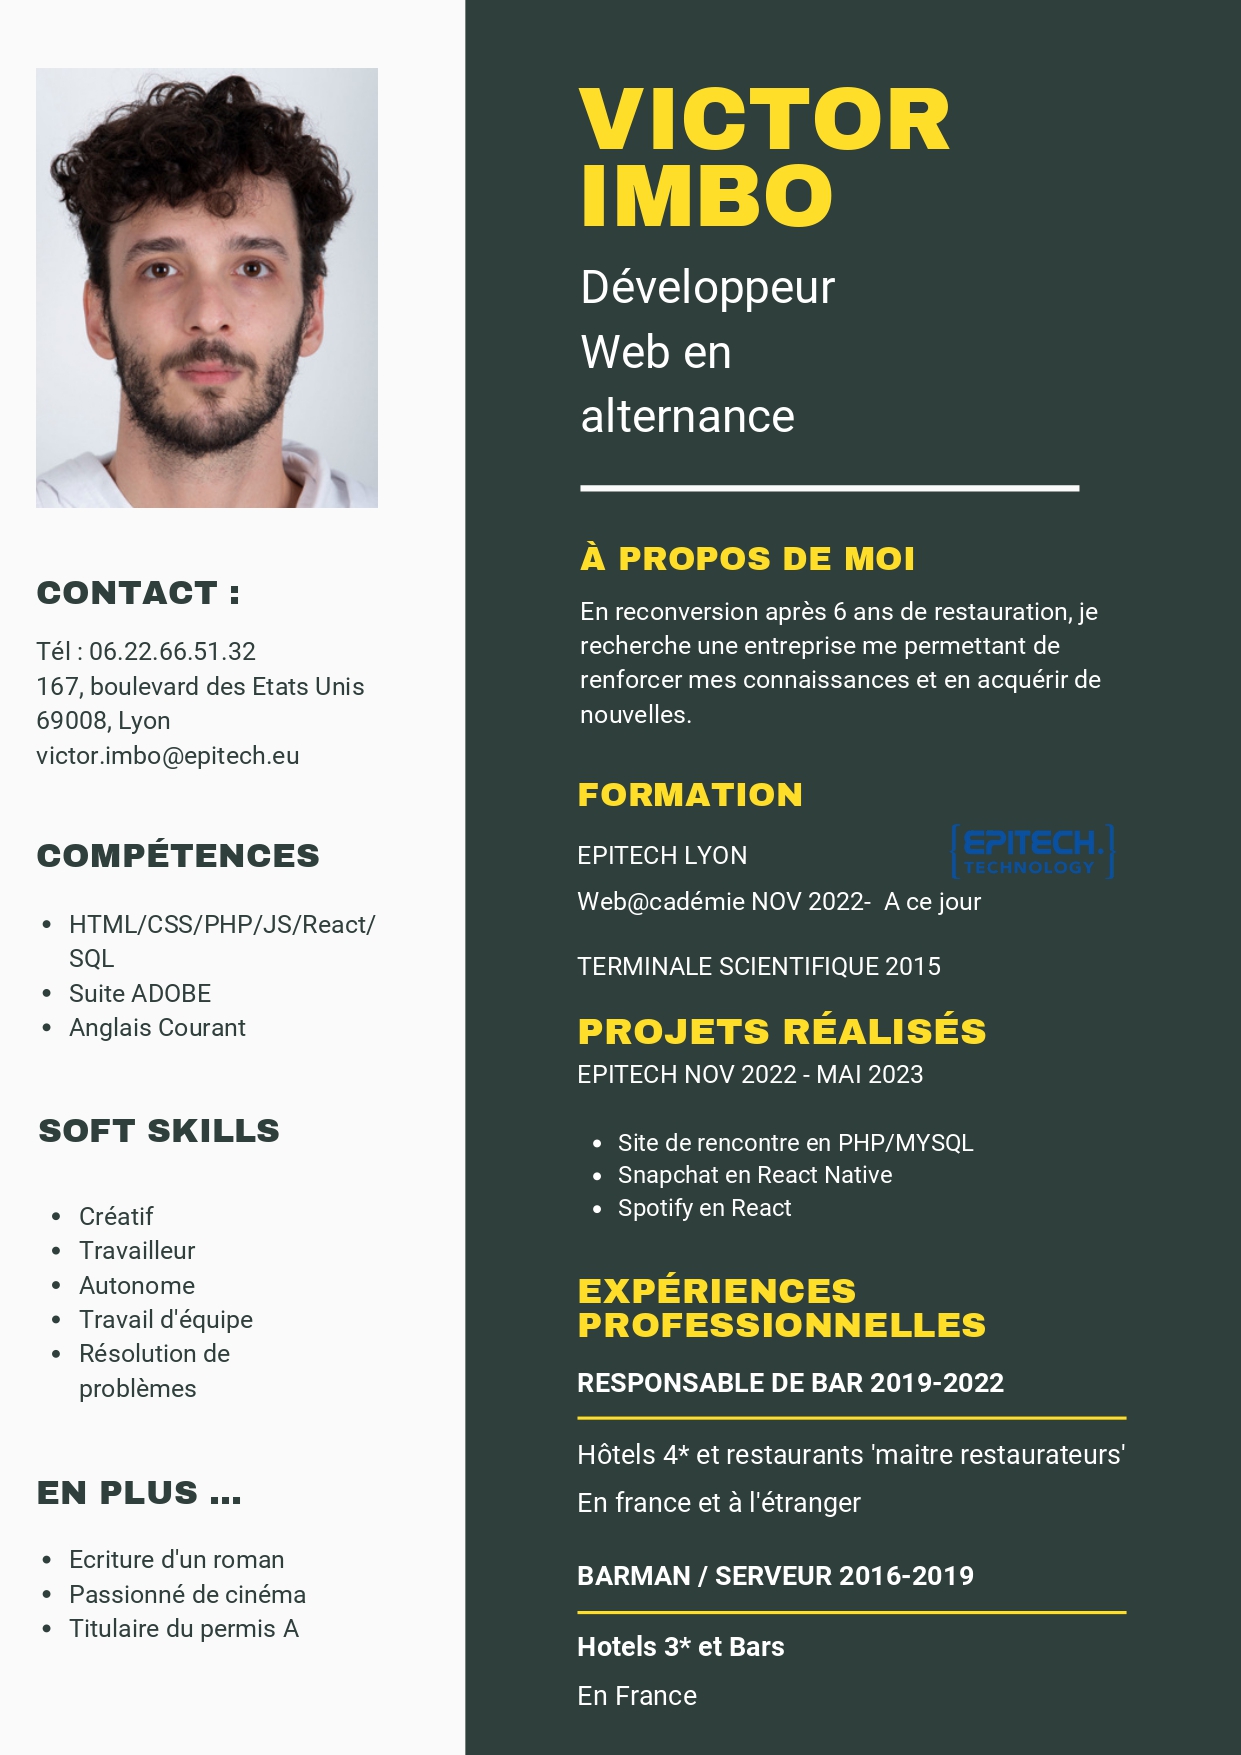 VICTOR
IMBO
Développeur
Web en
alternance
CONTACT :
Tél : 06.22.66.51.32
167, boulevard des Etats Unis
69008, Lyon
victor.imbo@epitech.eu
COMPÉTENCES
• HTML/CSS/PHP/JS/React/
SQL
• Suite ADOBE
• Anglais Courant
SOFT SKILLS
• Créatif
• Travailleur
• Autonome
• Travail d'équipe
• Résolution de
problèmes
EN PLUS ...
• Ecriture d'un roman
• Passionné de cinéma
• Titulaire du permis A
À PROPOS DE MOI
En reconversion après 6 ans de restauration, je
recherche une entreprise me permettant de
renforcer mes connaissances et en acquérir de
nouvelles.
FORMATION
EPITECH LYON
[EPITECH.]
TECHNOLOGY
Web@cadémie NOV 2022- A ce jour
TERMINALE SCIENTIFIQUE 2015
PROJETS RÉALISÉS
EPITECH NOV 2022 - MAI 2023
• Site de rencontre en PHP/MYSQL
• Snapchat en React Native
• Spotify en React
EXPÉRIENCES
PROFESSIONNELLES
RESPONSABLE DE BAR 2019-2022
Hôtels 4* et restaurants 'maitre restaurateurs'
En france et à l'étranger
BARMAN / SERVEUR 2016-2019
Hotels 3* et Bars
En France